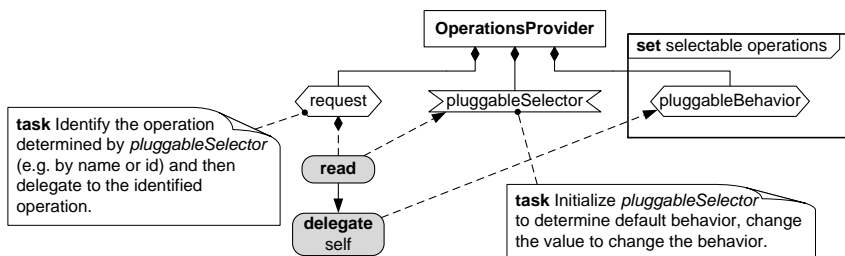 OperationsProvider
set selectable operations
request
pluggableSelector
pluggableBehavior
task Identify the operation
determined by pluggableSelector
(e.g. by name or id) and then
delegate to the identified
operation.
read
delegate
self
task Initialize pluggableSelector
to determine default behavior, change
the value to change the behavior.